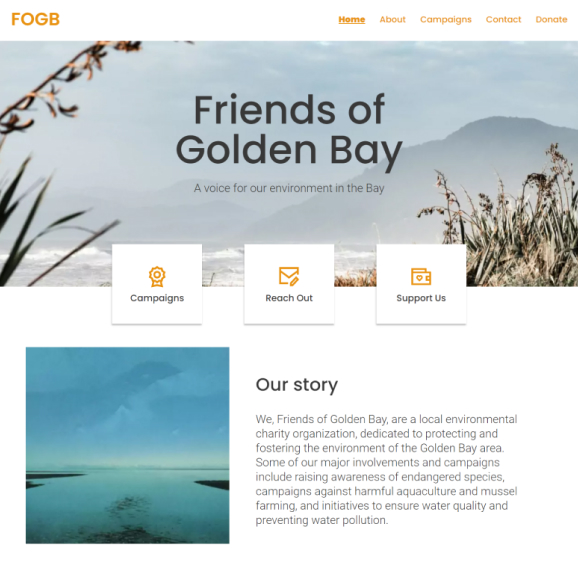 FOGB
Home About Campaigns Contact Donate
Friends of
Golden Bay
A voice for our environment in the Bay
Campaigns
Reach Out
Support Us
Our story
We, Friends of Golden Bay, are a local environmental
charity organization, dedicated to protecting and
fostering the environment of the Golden Bay area.
Some of our major involvements and campaigns
include raising awareness of endangered species,
campaigns against harmful aquaculture and mussel
farming, and initiatives to ensure water quality and
preventing water pollution.